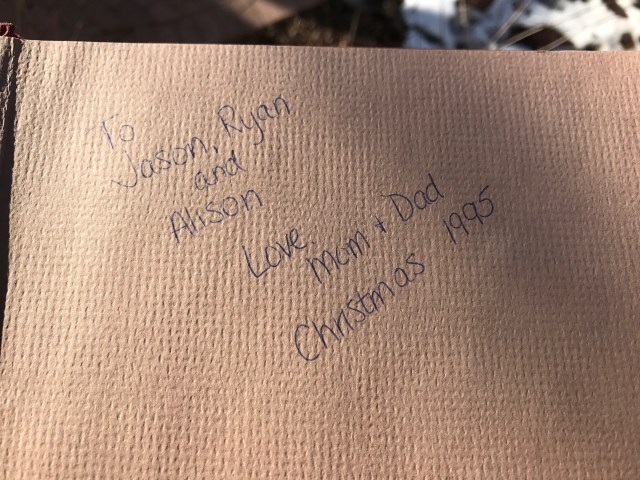 To
Jason, Ryan
and
Alison
Love,
Mom + Dad
Christmas 1995